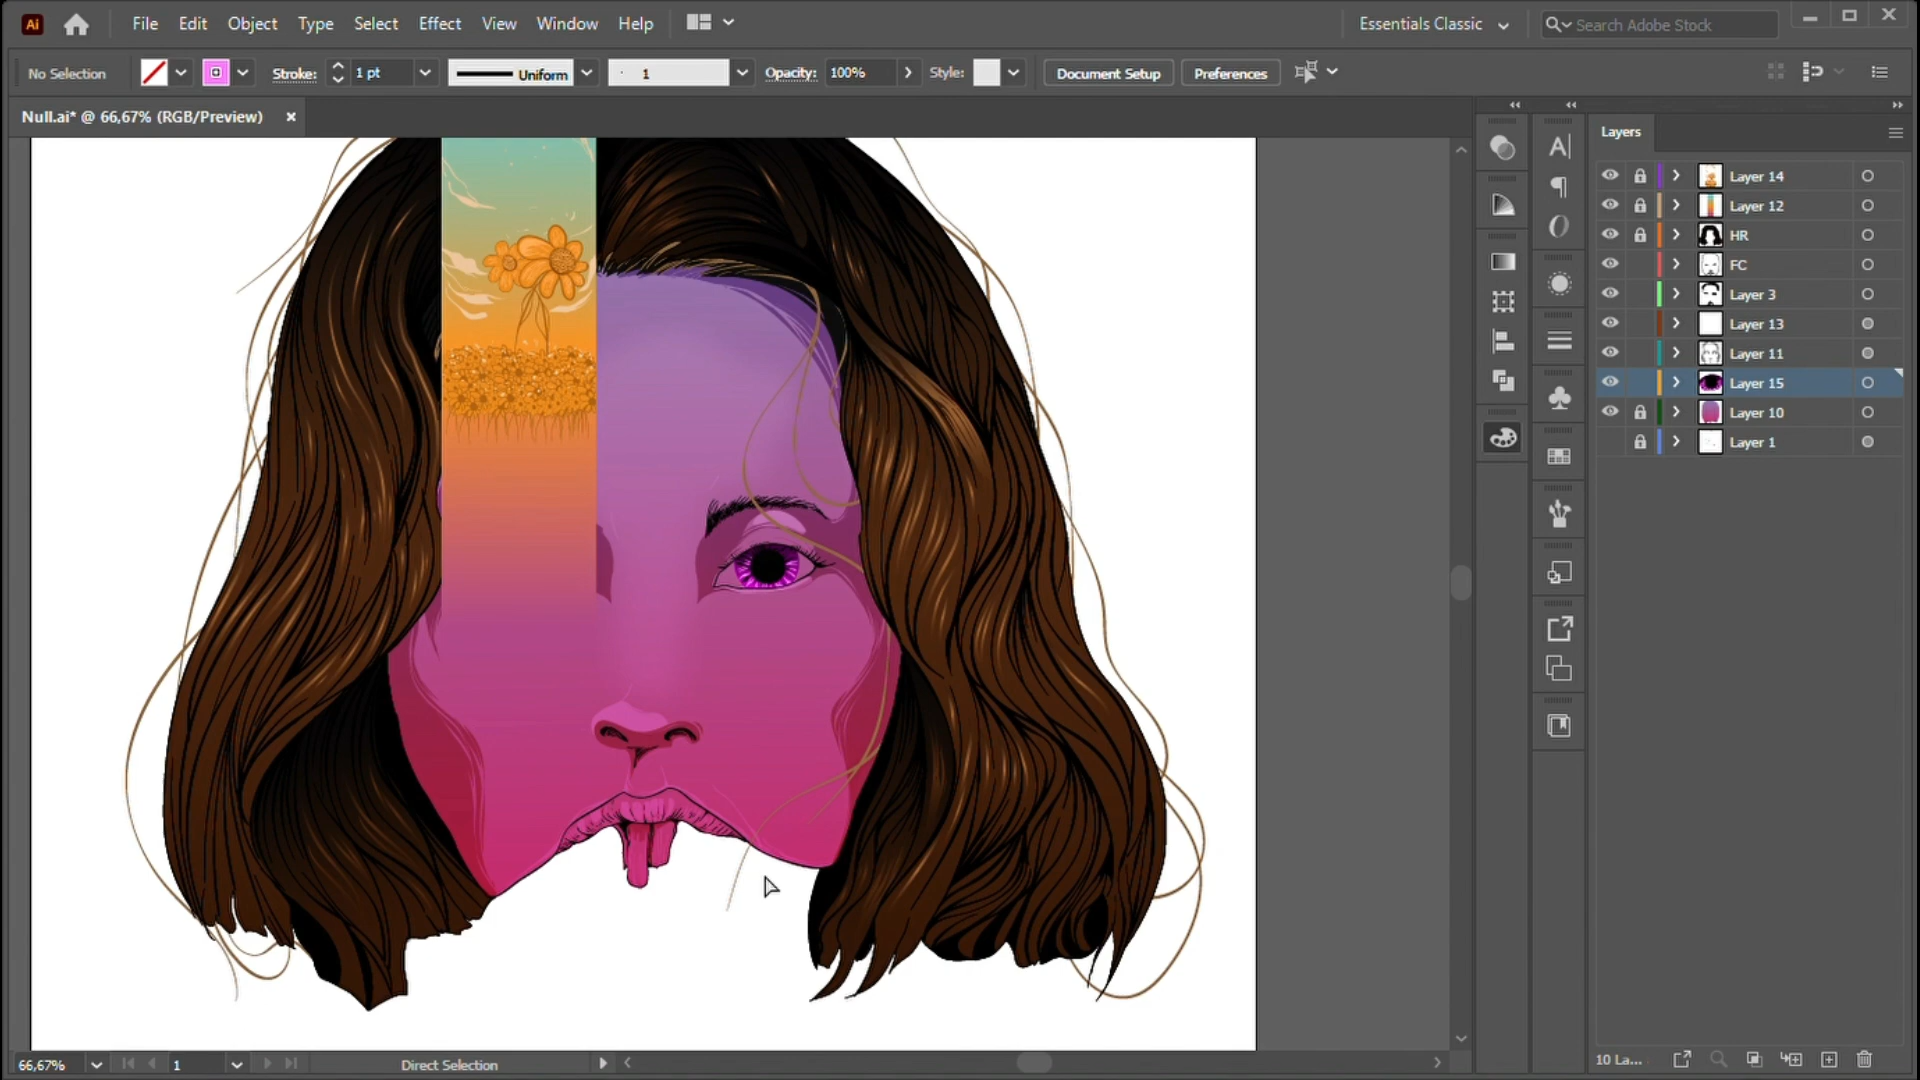 Ai File Edit Object Type Select Effect View Window Help Essentials Classic Search Adobe Stock
No Selection Stroke: 1 pt Uniform 1 Opacity: 100% Style: Document Setup Preferences
Null.ai* @ 66,67% (RGB/Preview)
Layers
Layer 14
Layer 12
HR
FC
Layer 3
Layer 13
Layer 11
Layer 15
Layer 10
Layer 1
66,67% 1 Direct Selection 10 La...